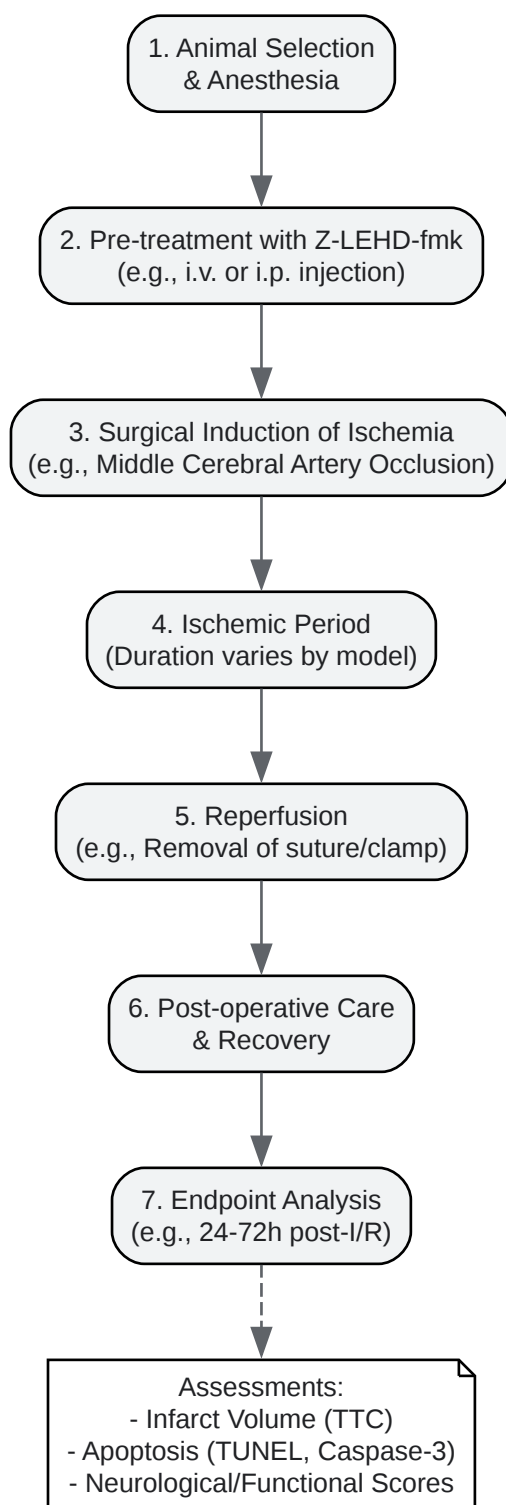 1. Animal Selection
& Anesthesia
2. Pre-treatment with Z-LEHD-fmk
(e.g., i.v. or i.p. injection)
3. Surgical Induction of Ischemia
(e.g., Middle Cerebral Artery Occlusion)
4. Ischemic Period
(Duration varies by model)
5. Reperfusion
(e.g., Removal of suture/clamp)
6. Post-operative Care
& Recovery
7. Endpoint Analysis
(e.g., 24-72h post-I/R)
Assessments:
- Infarct Volume (TTC)
- Apoptosis (TUNEL, Caspase-3)
- Neurological/Functional Scores